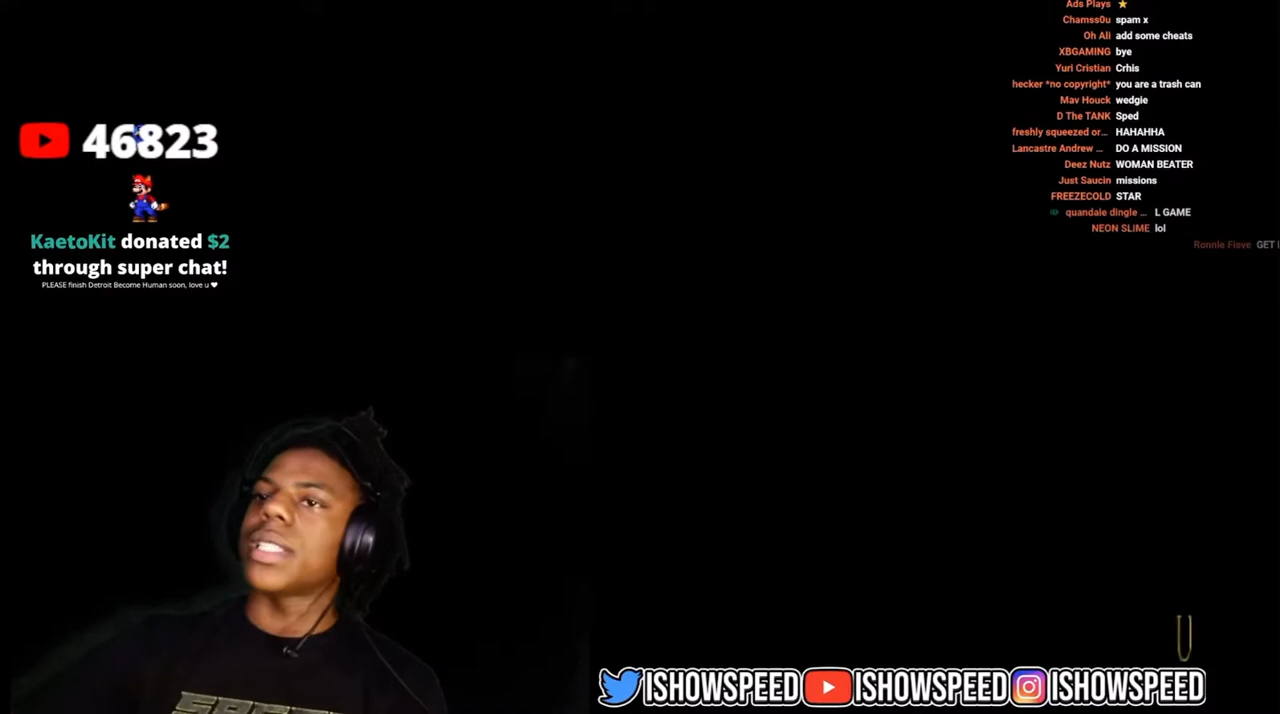 Ads Plays ⭐
Chamss0u spam x
Oh Ali add some cheats
XBGAMING bye
Yuri Cristian Crhis
hecker *no copyright* you are a trash can
Mav Houck wedgie
D The TANK Sped
freshly squeezed or... HAHAHHA
Lancastre Andrew ... DO A MISSION
Deez Nutz WOMAN BEATER
Just Saucin missions
FREEZECOLD STAR
quandale dingle ... L GAME
NEON SLIME lol
Ronnie Fiave GET
46823
KaetoKit donated $2
through super chat!
PLEASE finish Detroit Become Human soon, love u ❤
ISHOWSPEED ISHOWSPEED ISHOWSPEED